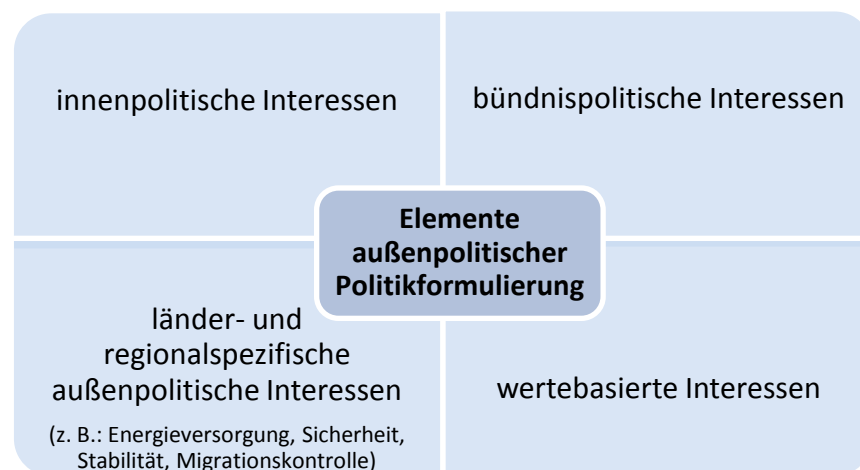 innenpolitische Interessen
bündnispolitische Interessen
Elemente
außenpolitischer
Politikformulierung
länder- und
regionalspezifische
außenpolitische Interessen
(z. B.: Energieversorgung, Sicherheit,
Stabilität, Migrationskontrolle)
wertebasierte Interessen